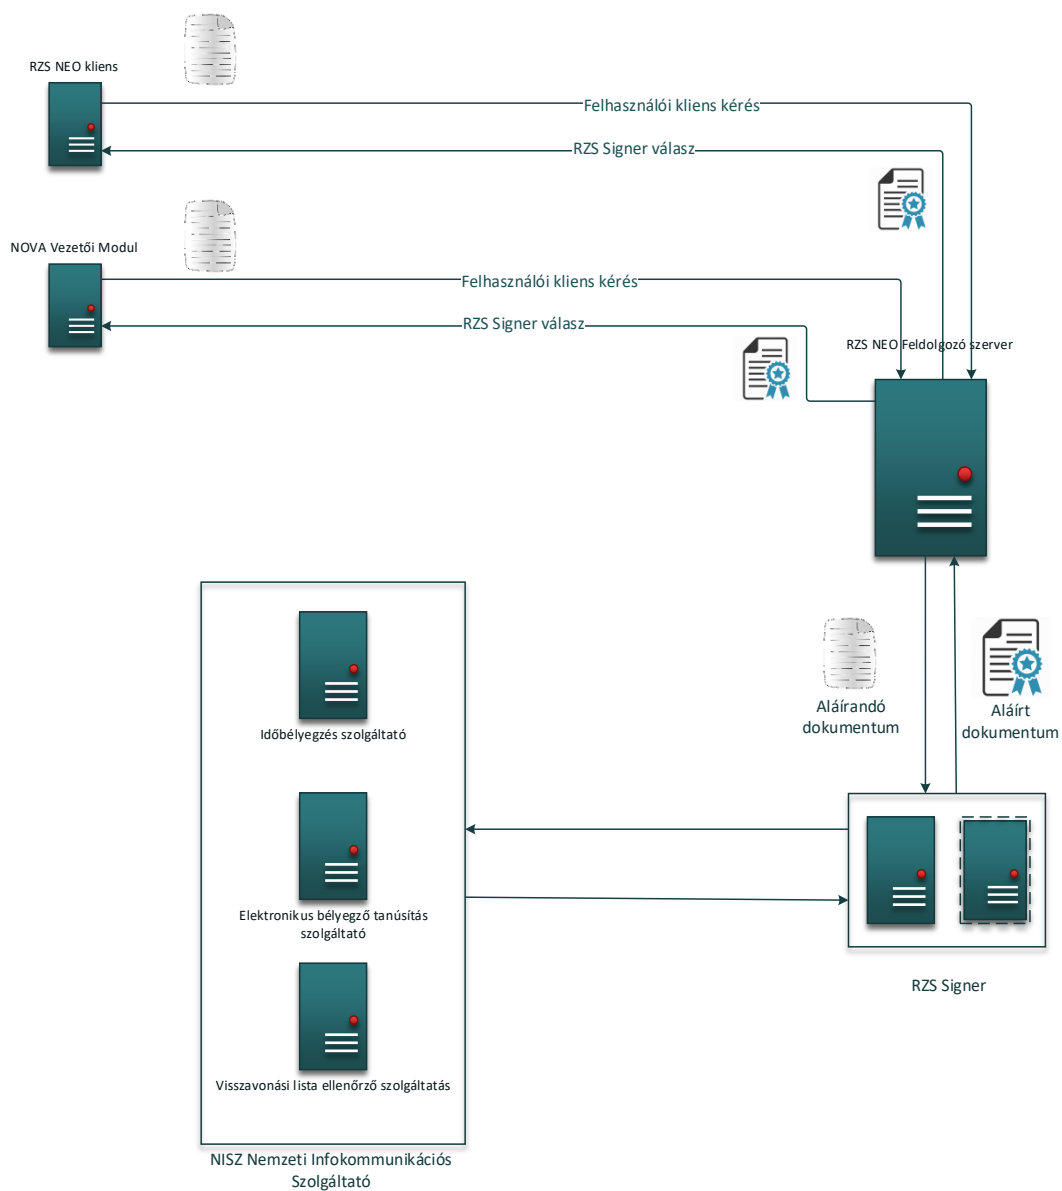 RZS NEO kliens
Felhasználói kliens kérés
RZS Signer válasz
NOVA Vezetői Modul
Felhasználói kliens kérés
RZS Signer válasz
RZS NEO Feldolgozó szerver
Aláírandó
dokumentum
Aláírt
dokumentum
Időbélyegzés szolgáltató
Elektronikus bélyegző tanúsítás
szolgáltató
RZS Signer
Visszavonási lista ellenőrző szolgáltatás
NISZ Nemzeti Infokommunikációs
Szolgáltató